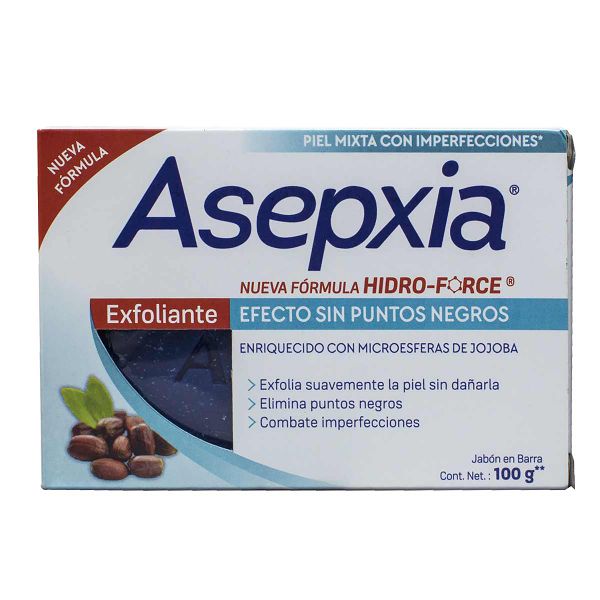 NUEVA
FÓRMULA
PIEL MIXTA CON IMPERFECCIONES*
Asepxia®
NUEVA FÓRMULA HIDRO-FORCE®
Exfoliante
EFECTO SIN PUNTOS NEGROS
ENRIQUECIDO CON MICROESFERAS DE JOJOBA
> Exfolia suavemente la piel sin dañarla
> Elimina puntos negros
> Combate imperfecciones
Jabón en Barra
Cont. Net.: 100 g**